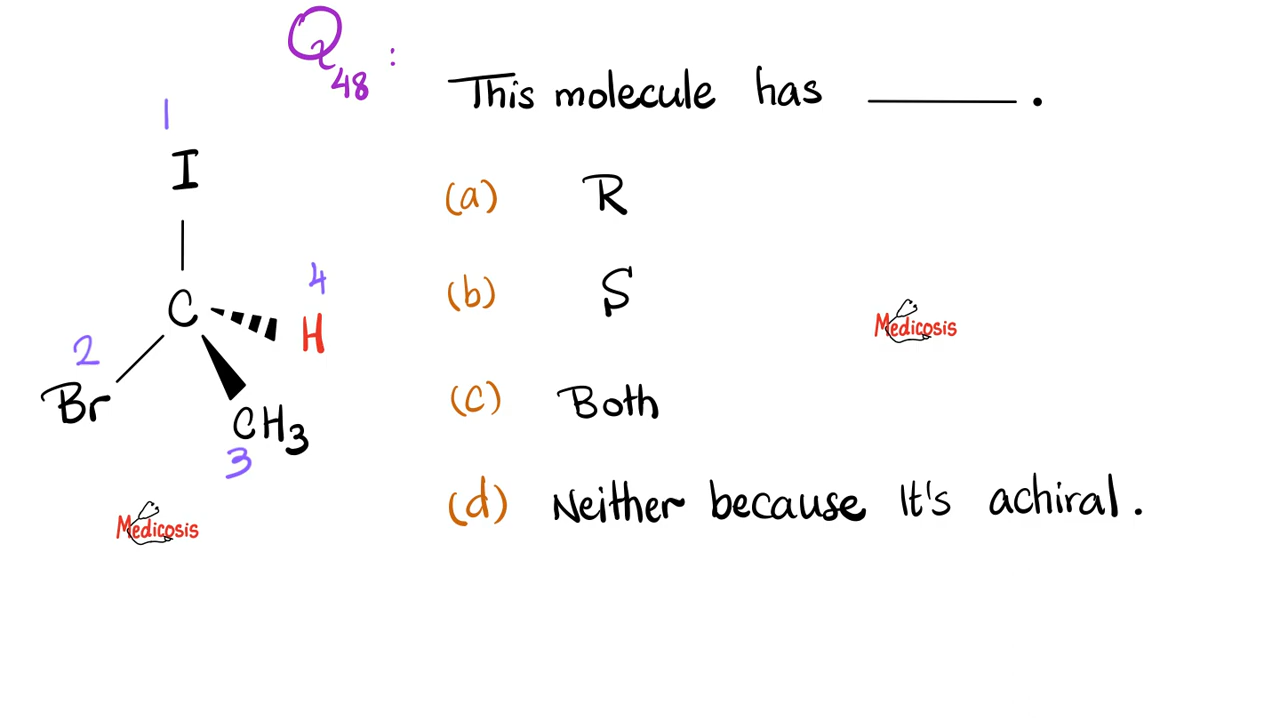 Q48:
This molecule has ______.
(a) R
(b) S
(c) Both
(d) Neither because It's achiral.
1
I
C
4
H
2
Br
CH3
3
Medicosis
Medicosis